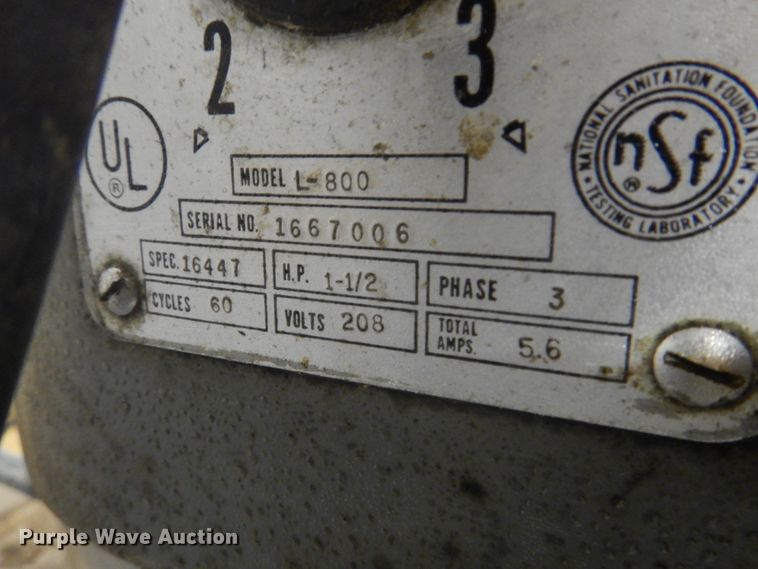 2 3
UL
®
NATIONAL SANITATION FOUNDATION
nsf
®
TESTING LABORATORY
MODEL L-800
SERIAL NO. 1667006
SPEC. 16447 H.P. 1-1/2 PHASE 3
CYCLES 60 VOLTS 208 TOTAL AMPS. 5.6
Purple Wave Auction